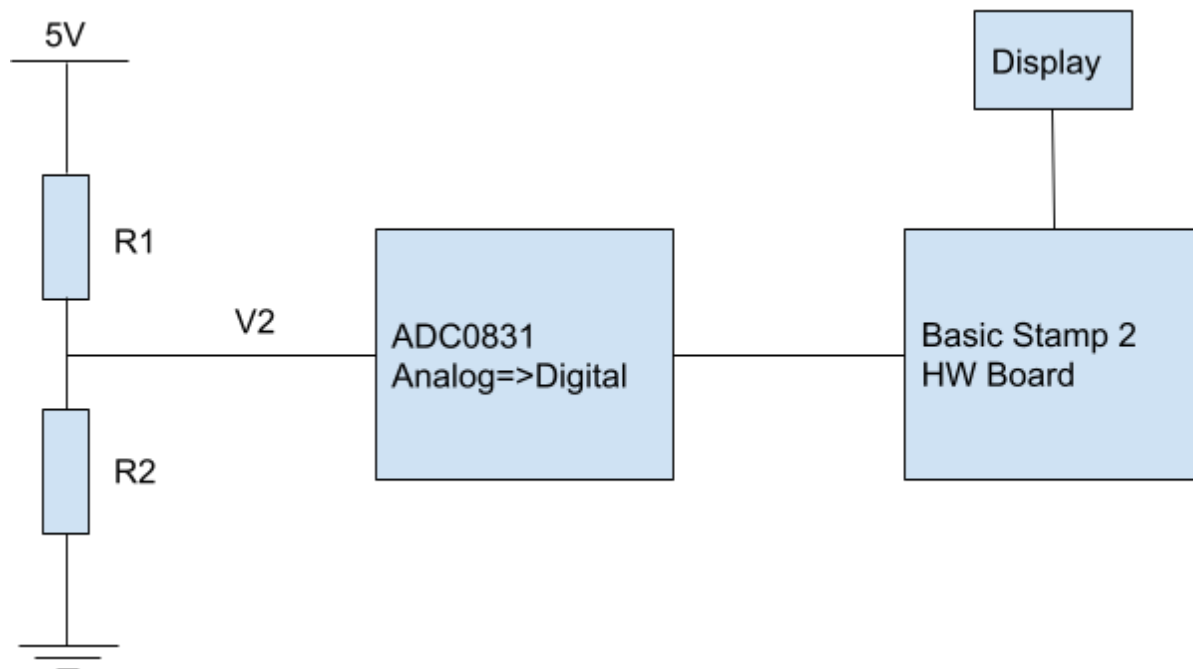 5V
Display
R1
V2
ADC0831
Analog=>Digital
Basic Stamp 2
HW Board
R2